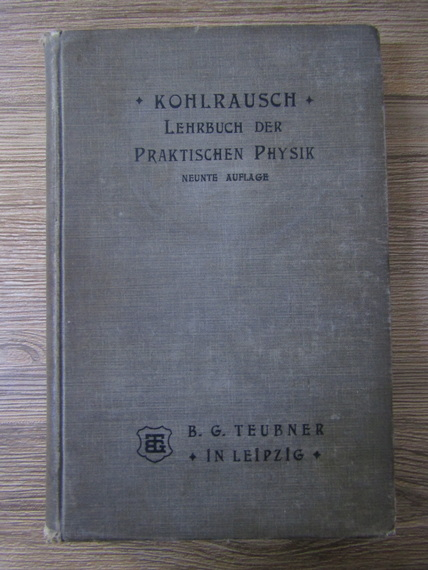 ✦ KOHLRAUSCH ✦
LEHRBUCH DER
PRAKTISCHEN PHYSIK
NEUNTE AUFLAGE
B. G. TEUBNER
✦ IN LEIPZIG ✦